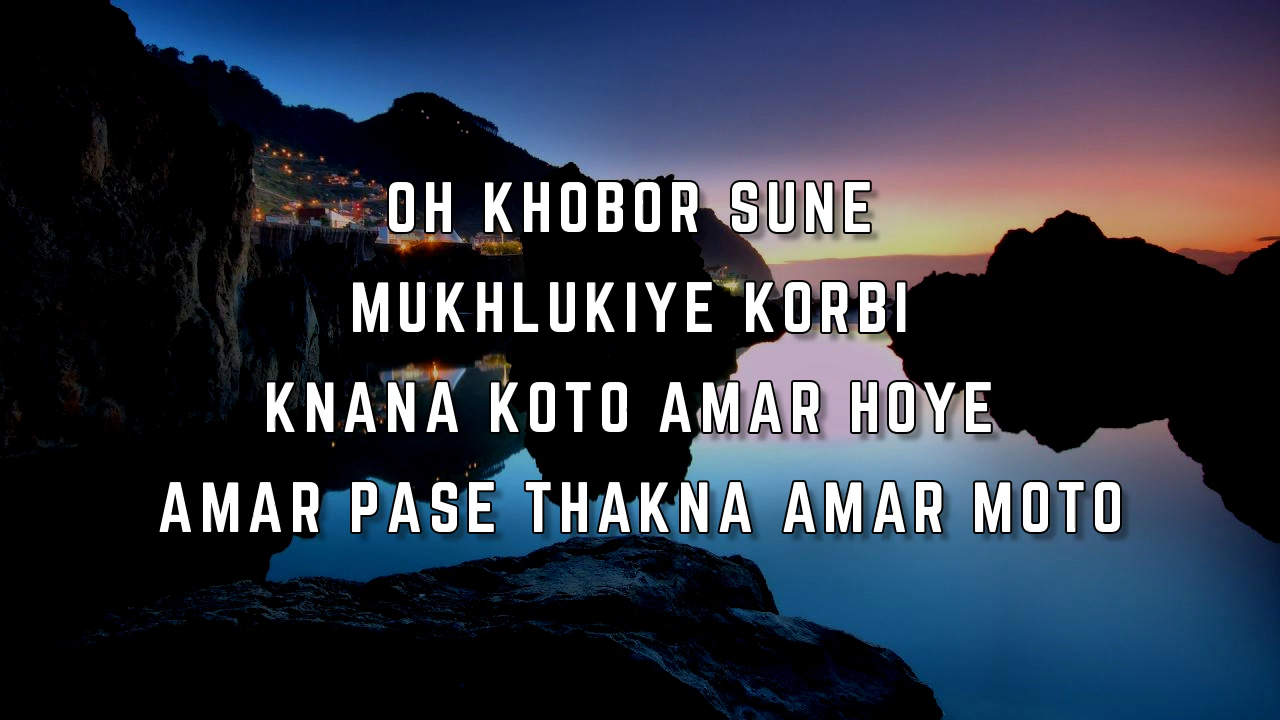 OH KHOBOR SUNE
MUKHLUKIYE KORBI
KNANA KOTO AMAR HOYE
AMAR PASE THAKNA AMAR MOTO